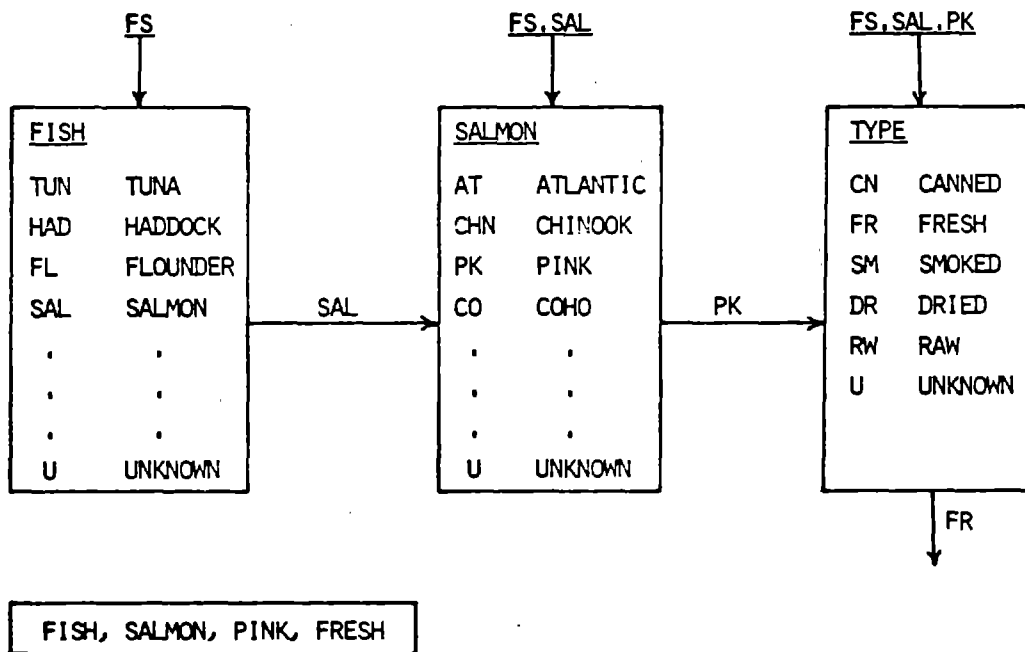 FS
FS,SAL
FS,SAL.PK
FISH
TUN TUNA
HAD HADDOCK
FL FLOUNDER
SAL SALMON
. .
. .
. .
U UNKNOWN
SAL
SALMON
AT ATLANTIC
CHN CHINOOK
PK PINK
CO COHO
. .
. .
. .
U UNKNOWN
PK
TYPE
CN CANNED
FR FRESH
SM SMOKED
DR DRIED
RW RAW
U UNKNOWN
FR
FISH, SALMON, PINK, FRESH